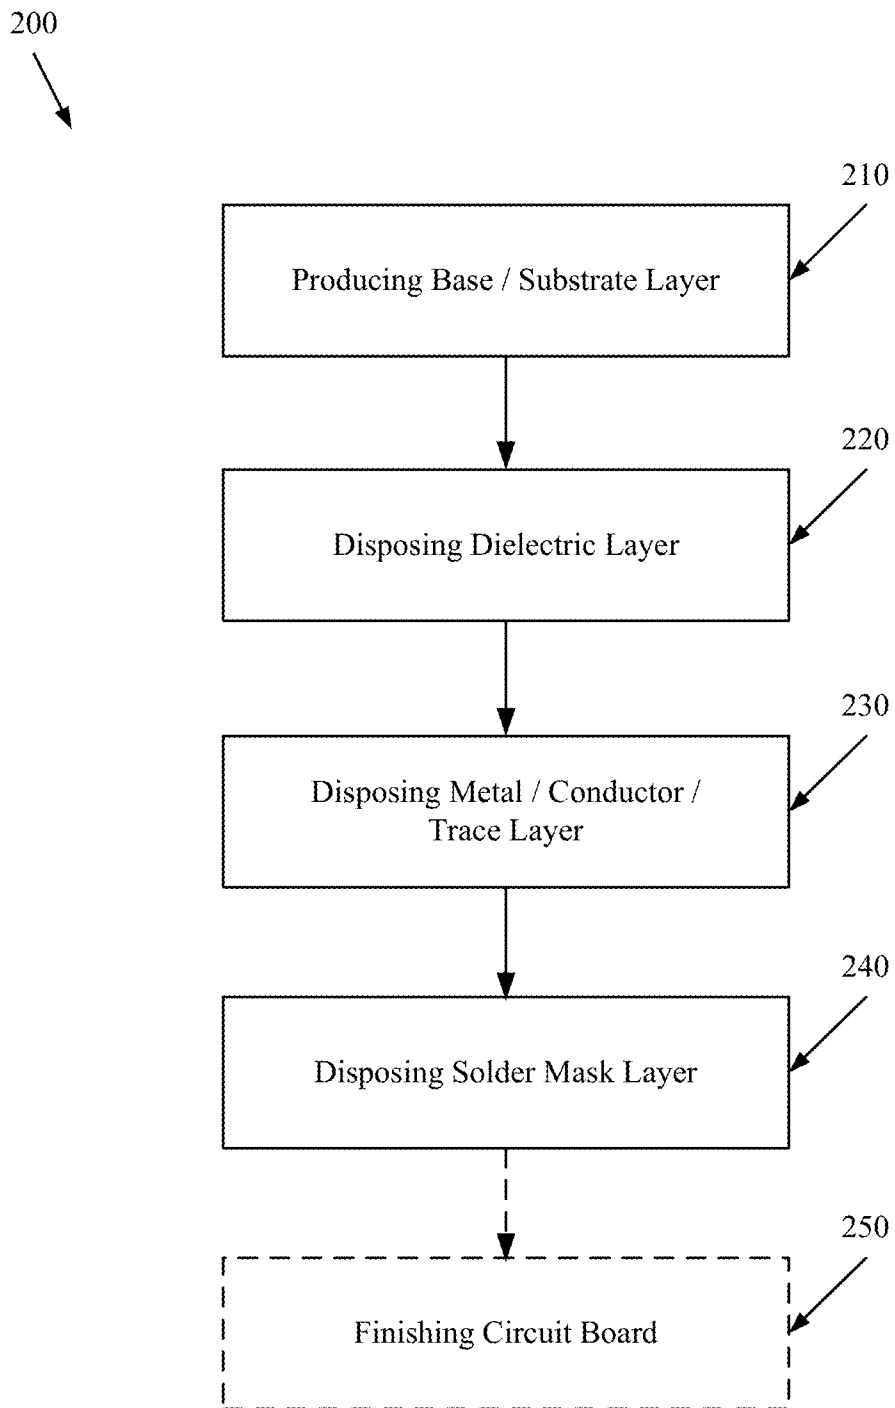 200
210
Producing Base / Substrate Layer
220
Disposing Dielectric Layer
230
Disposing Metal / Conductor /
Trace Layer
240
Disposing Solder Mask Layer
250
Finishing Circuit Board